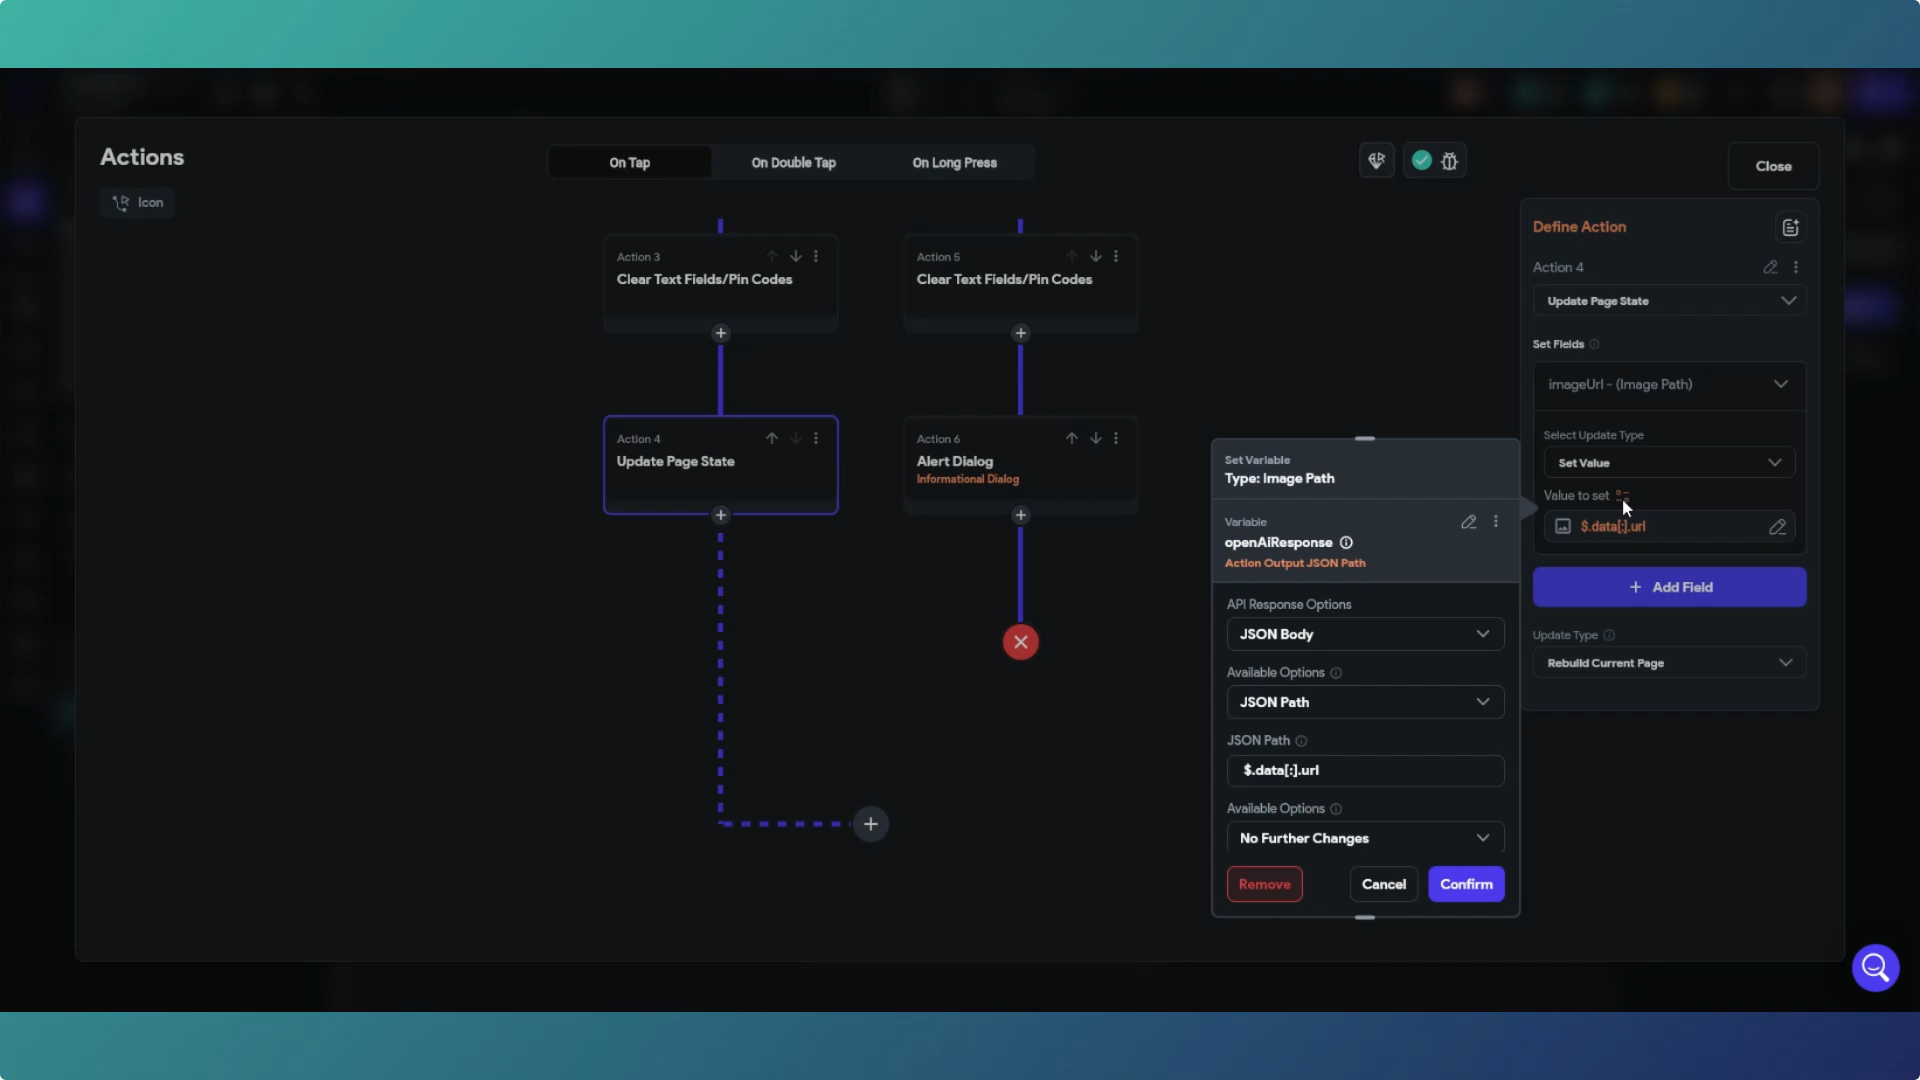 Actions
Icon
On Tap
On Double Tap
On Long Press
Close
Action 3
Clear Text Fields/Pin Codes
Action 5
Clear Text Fields/Pin Codes
Action 4
Update Page State
Action 6
Alert Dialog
Informational Dialog
Set Variable
Type: Image Path
Variable
openAiResponse
Action Output JSON Path
API Response Options
JSON Body
Available Options
JSON Path
JSON Path
$.data[:].url
Available Options
No Further Changes
Remove
Cancel
Confirm
Define Action
Action 4
Update Page State
Set Fields
imageUrl - (Image Path)
Select Update Type
Set Value
Value to set
$.data[:].url
Add Field
Update Type
Rebuild Current Page